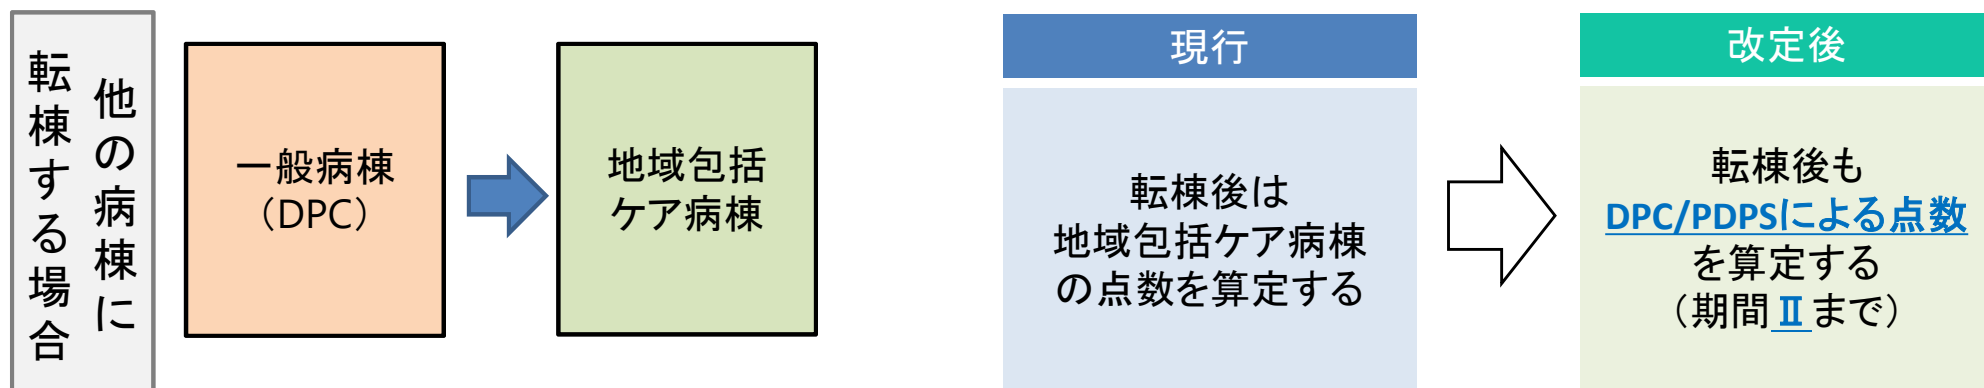 他の病棟に
転棟する場合
一般病棟
（DPC）
地域包括
ケア病棟
現行
転棟後は
地域包括ケア病棟
の点数を算定する
改定後
転棟後も
DPC/PDPSによる点数
を算定する
（期間Ⅱまで）